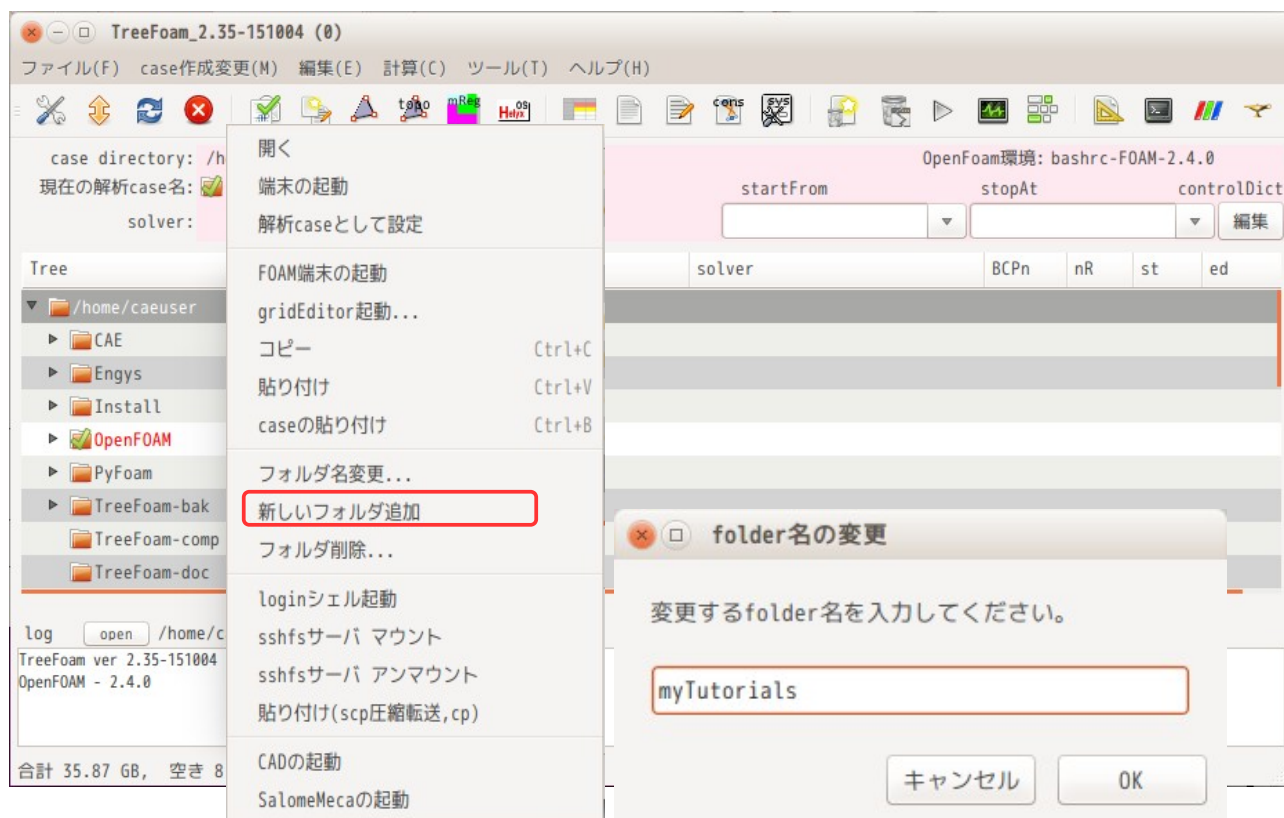 TreeFoam_2.35-151004 (0)
ファイル(F) case作成変更(M) 編集(E) 計算(C) ツール(T) ヘルプ(H)
topo mReg OS Helyx cons SYS
case directory: /h
OpenFoam環境: bashrc-FOAM-2.4.0
現在の解析case名:
startFrom stopAt controlDict
solver:
編集
Tree solver BCPn nR st ed
/home/caeuser
CAE
Engys
Install
OpenFOAM
PyFoam
TreeFoam-bak
TreeFoam-comp
TreeFoam-doc
log open /home/c
TreeFoam ver 2.35-151004
OpenFOAM - 2.4.0
合計 35.87 GB, 空き 8
開く
端末の起動
解析caseとして設定
FOAM端末の起動
gridEditor起動...
コピー Ctrl+C
貼り付け Ctrl+V
caseの貼り付け Ctrl+B
フォルダ名変更...
新しいフォルダ追加
フォルダ削除...
loginシェル起動
sshfsサーバ マウント
sshfsサーバ アンマウント
貼り付け(scp圧縮転送,cp)
CADの起動
SalomeMecaの起動
folder名の変更
変更するfolder名を入力してください。
myTutorials
キャンセル OK